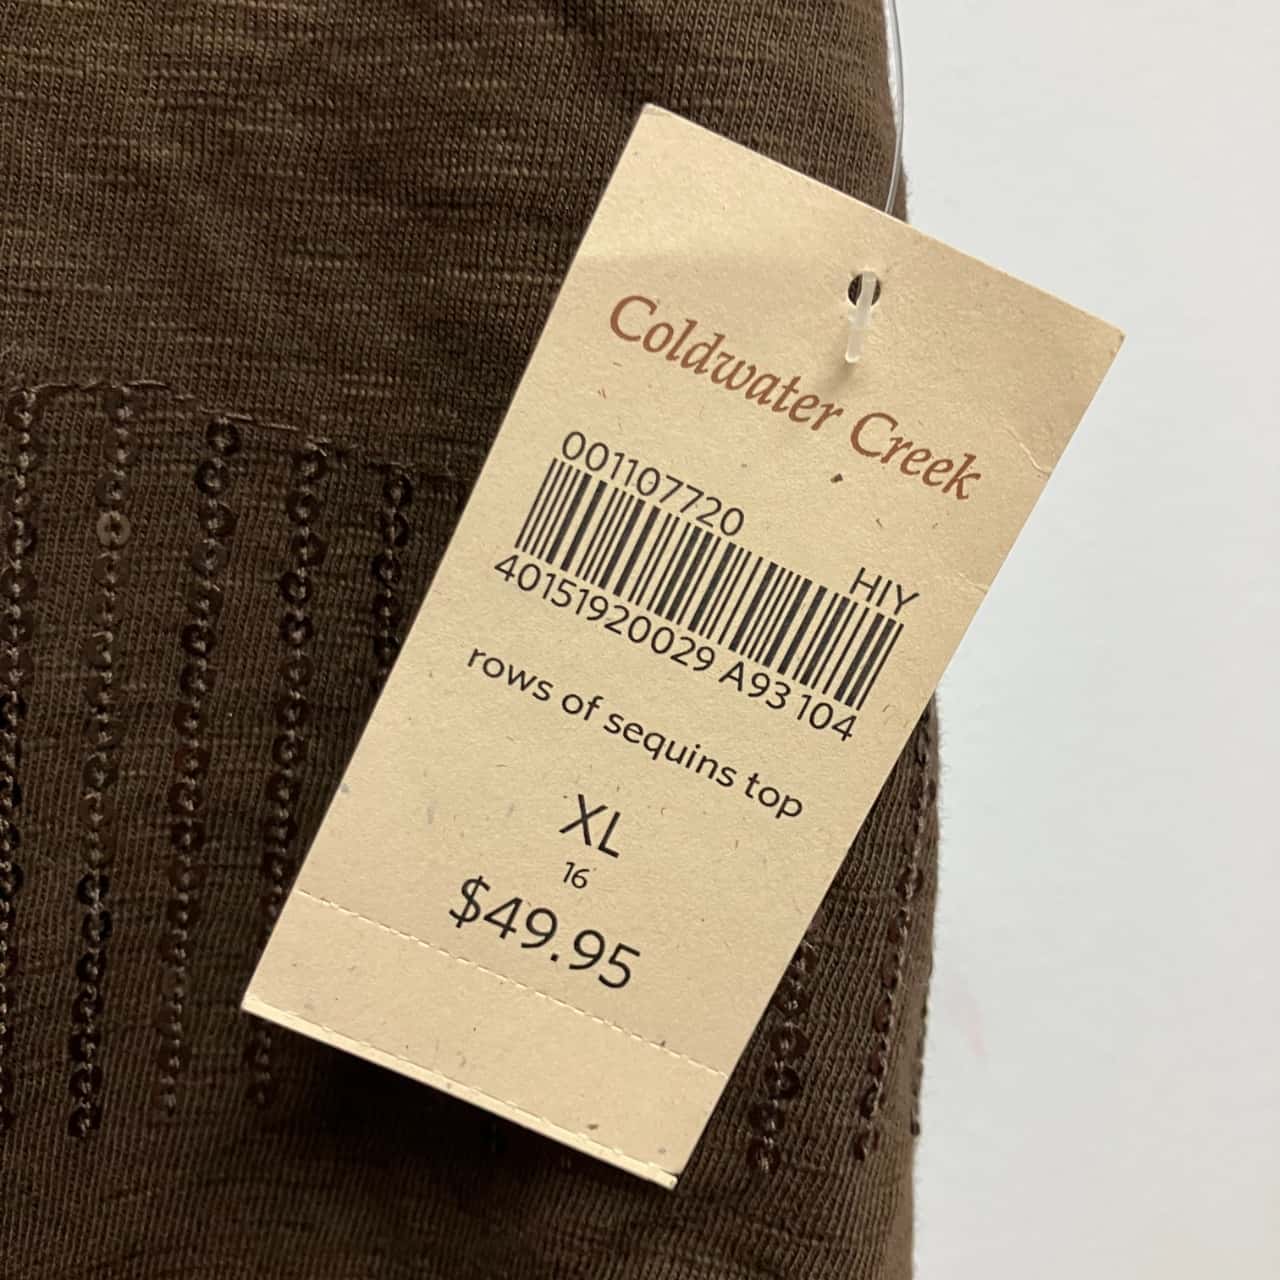 Coldwater Creek
001107720
HIY
40151920029 A93 104
rows of sequins top
XL
16
$49.95